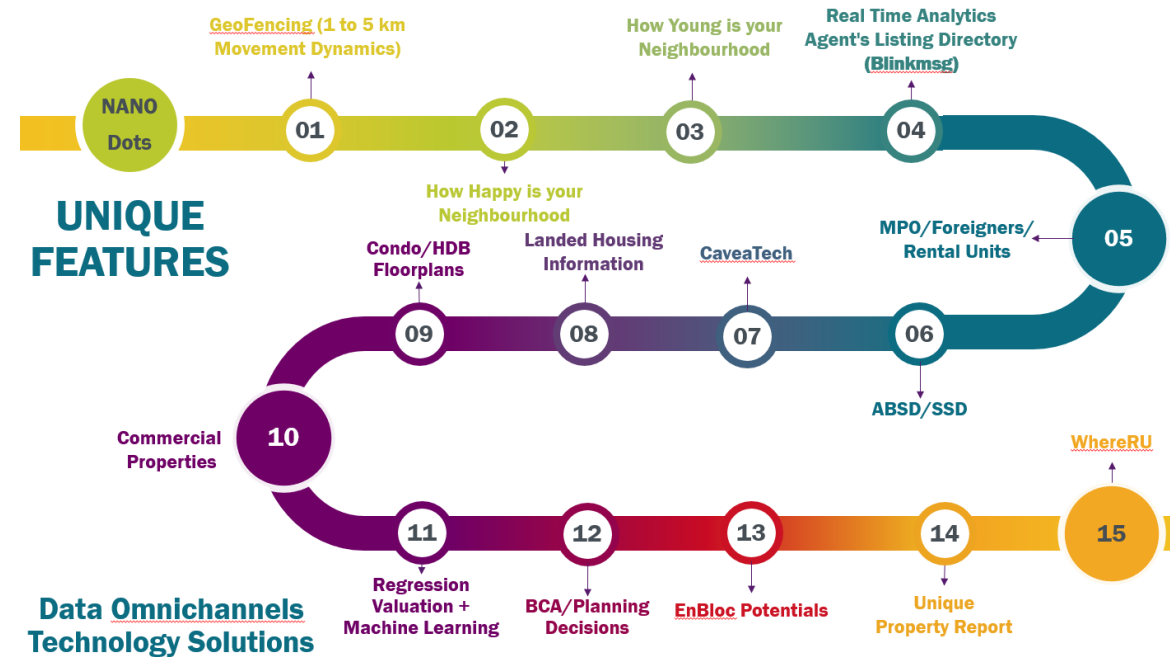 NANO
Dots
UNIQUE
FEATURES
01
GeoFencing (1 to 5 km
Movement Dynamics)
02
How Happy is your
Neighbourhood
03
How Young is your
Neighbourhood
04
Real Time Analytics
Agent's Listing Directory
(Blinkmsg)
05
MPO/Foreigners/
Rental Units
06
ABSD/SSD
07
CaveaTech
08
Landed Housing
Information
09
Condo/HDB
Floorplans
10
Commercial
Properties
11
Regression
Valuation +
Machine Learning
12
BCA/Planning
Decisions
13
EnBloc Potentials
14
Unique
Property Report
15
WhereRU
Data Omnichannels
Technology Solutions